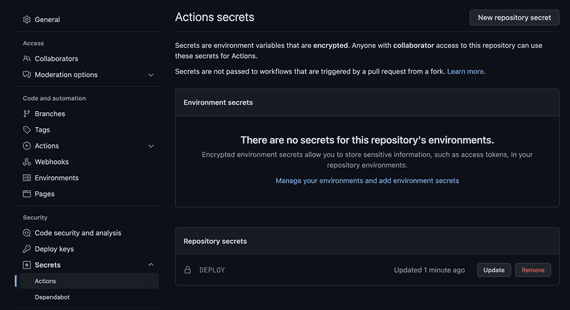 General
Access
Collaborators
Moderation options
Code and automation
Branches
Tags
Actions
Webhooks
Environments
Pages
Security
Code security and analysis
Deploy keys
Secrets
Actions
Dependabot
Actions secrets
New repository secret
Secrets are environment variables that are encrypted. Anyone with collaborator access to this repository can use
these secrets for Actions.
Secrets are not passed to workflows that are triggered by a pull request from a fork. Learn more.
Environment secrets
There are no secrets for this repository's environments.
Encrypted environment secrets allow you to store sensitive information, such as access tokens, in your
repository environments.
Manage your environments and add environment secrets
Repository secrets
DEPLOY
Updated 1 minute ago
Update
Remove